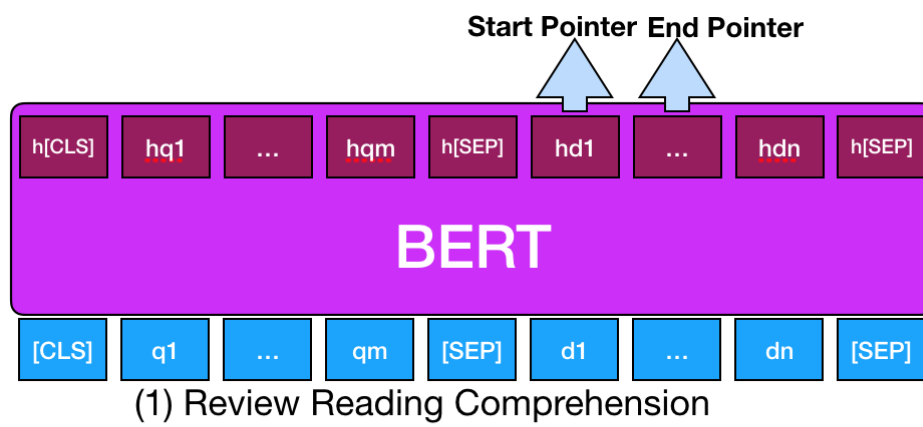 Start Pointer End Pointer
h[CLS] hq1 ... hqm h[SEP] hd1 ... hdn h[SEP]
BERT
[CLS] q1 ... qm [SEP] d1 ... dn [SEP]
(1) Review Reading Comprehension